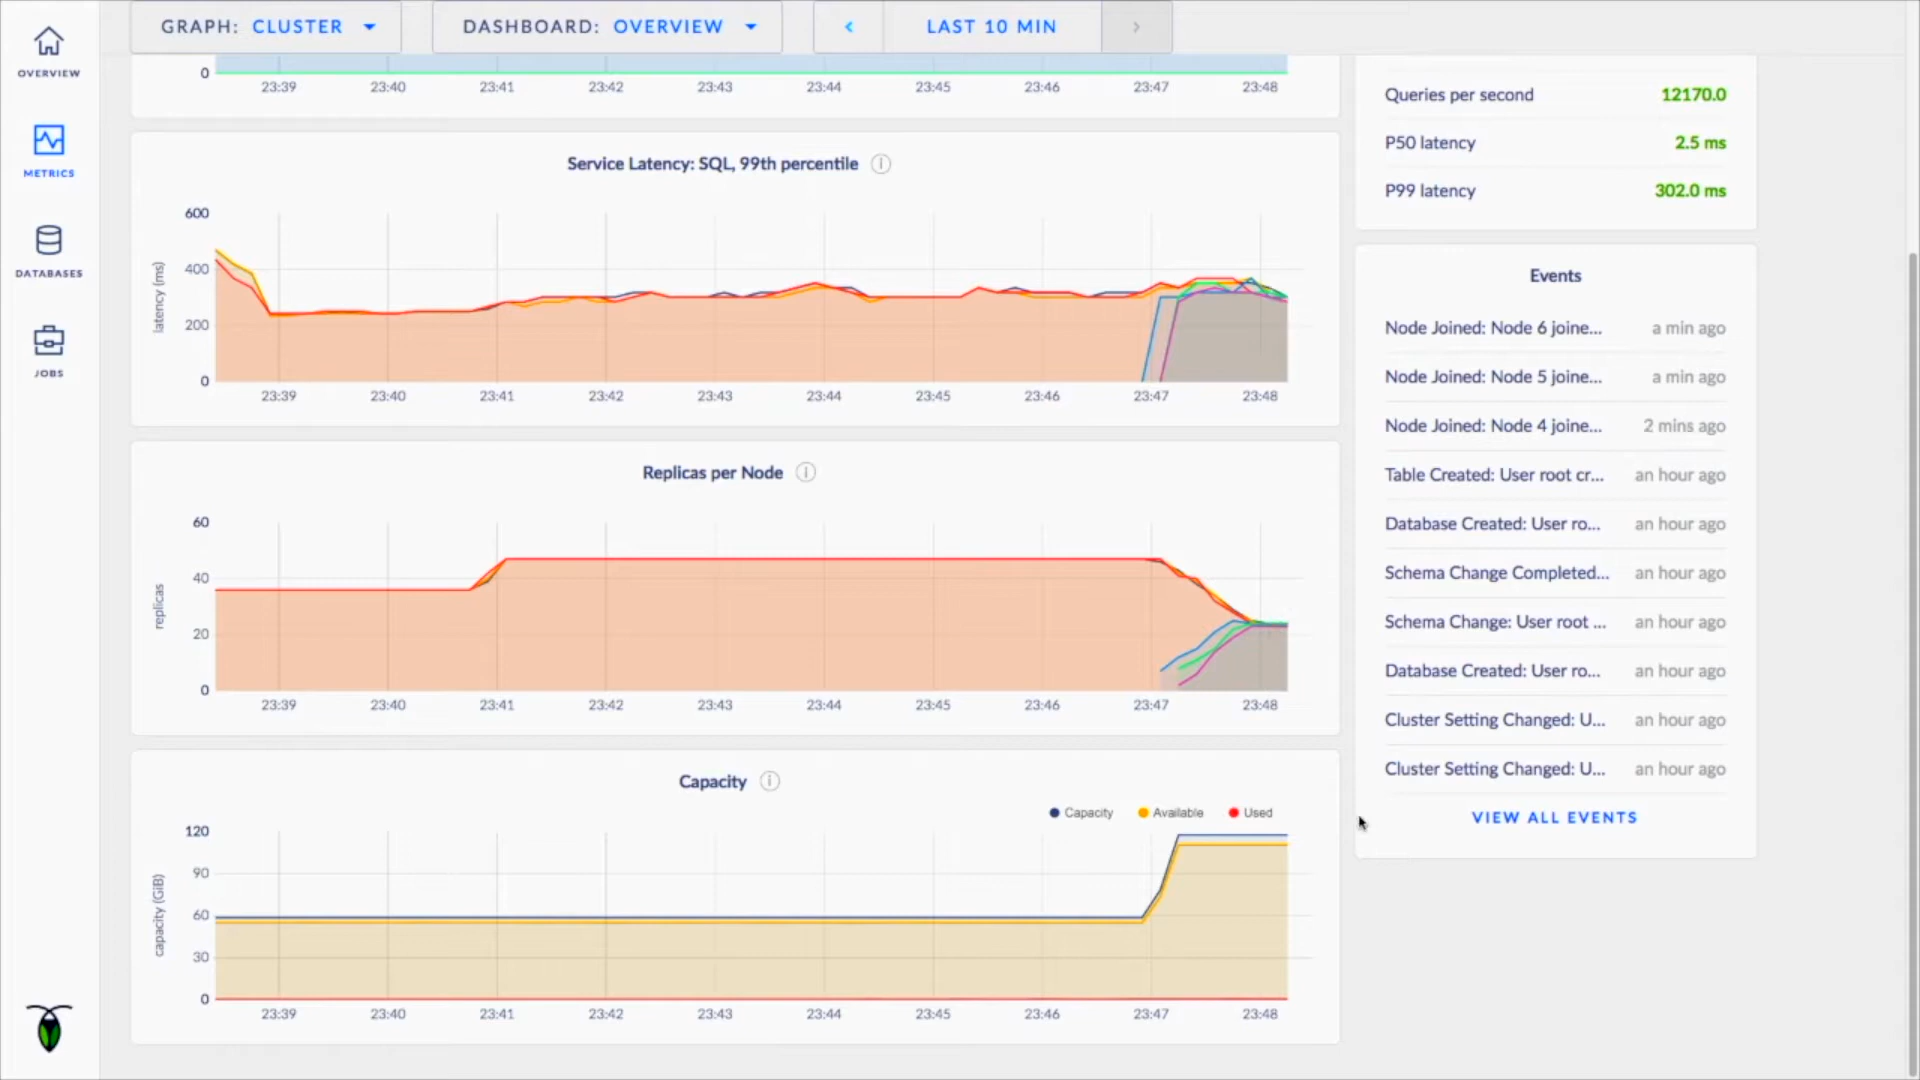 GRAPH: CLUSTER
DASHBOARD: OVERVIEW
LAST 10 MIN
OVERVIEW
METRICS
DATABASES
JOBS
0
23:39 23:40 23:41 23:42 23:43 23:44 23:45 23:46 23:47 23:48
Service Latency: SQL, 99th percentile
latency (ms)
600
400
200
0
23:39 23:40 23:41 23:42 23:43 23:44 23:45 23:46 23:47 23:48
Replicas per Node
replicas
60
40
20
0
23:39 23:40 23:41 23:42 23:43 23:44 23:45 23:46 23:47 23:48
Capacity
Capacity Available Used
capacity (GiB)
120
90
60
30
0
23:39 23:40 23:41 23:42 23:43 23:44 23:45 23:46 23:47 23:48
Queries per second 12170.0
P50 latency 2.5 ms
P99 latency 302.0 ms
Events
Node Joined: Node 6 joine... a min ago
Node Joined: Node 5 joine... a min ago
Node Joined: Node 4 joine... 2 mins ago
Table Created: User root cr... an hour ago
Database Created: User ro... an hour ago
Schema Change Completed... an hour ago
Schema Change: User root ... an hour ago
Database Created: User ro... an hour ago
Cluster Setting Changed: U... an hour ago
Cluster Setting Changed: U... an hour ago
VIEW ALL EVENTS